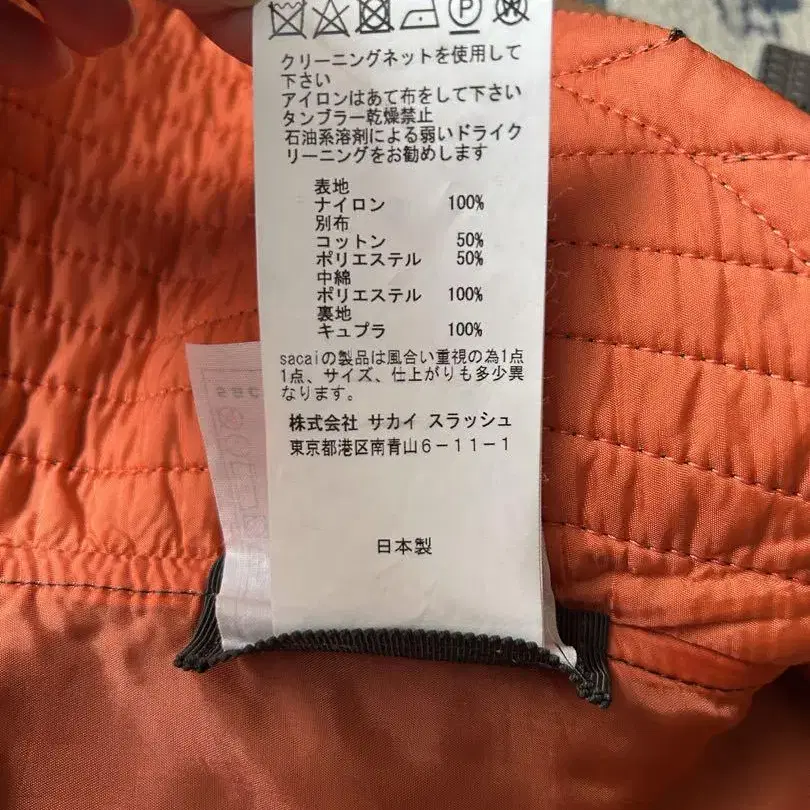 クリーニングネットを使用して
下さい
アイロンはあて布をして下さい
タンブラー乾燥禁止
石油系溶剤による弱いドライク
リーニングをお勧めします
表地
ナイロン 100%
別布
コットン 50%
ポリエステル 50%
中綿
ポリエステル 100%
裏地
キュプラ 100%
sacaiの製品は風合い重視の為1点
1点、サイズ、仕上がりも多少異
なります。
株式会社 サカイ スラッシュ
東京都港区南青山6-11-1
日本製